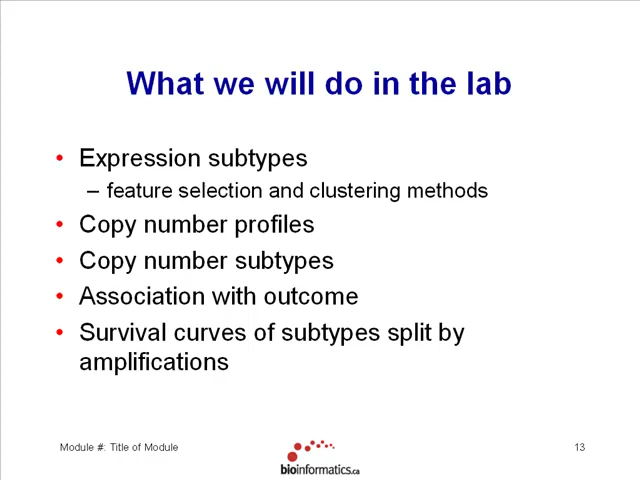 What we will do in the lab
• Expression subtypes
– feature selection and clustering methods
• Copy number profiles
• Copy number subtypes
• Association with outcome
• Survival curves of subtypes split by
amplifications
Module #: Title of Module
bioinformatics.ca
13